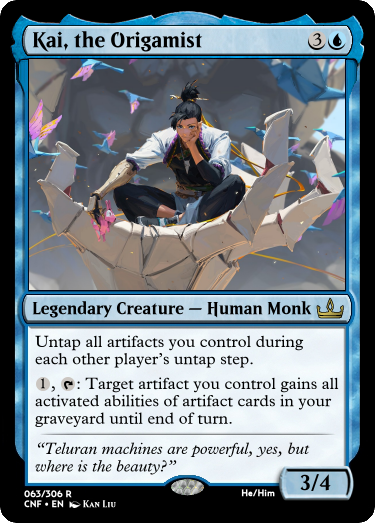 Kai, the Origamist 3
Legendary Creature — Human Monk
Untap all artifacts you control during
each other player's untap step.
1, : Target artifact you control gains all
activated abilities of artifact cards in your
graveyard until end of turn.
“Teluran machines are powerful, yes, but
where is the beauty?”
063/306 R He/Him
3/4
CNF • EN Kan Liu